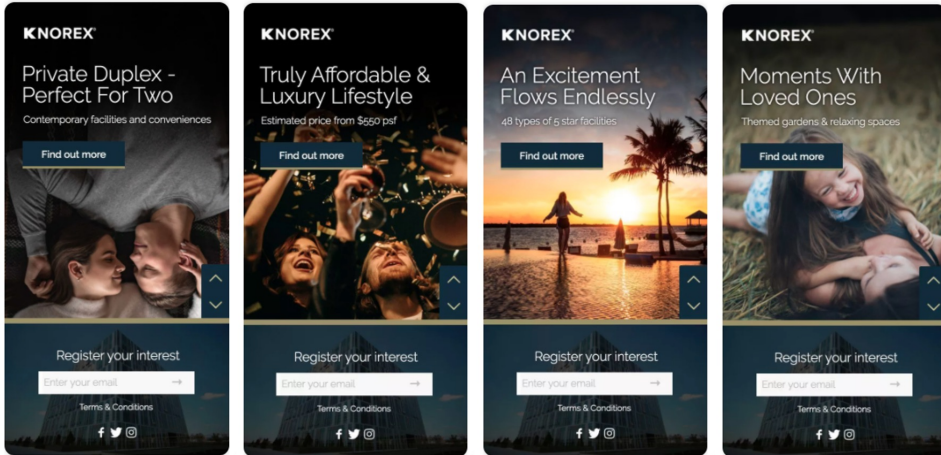 KNOREX®
Private Duplex -
Perfect For Two
Contemporary facilities and conveniences
Find out more
Register your interest
Enter your email
Terms & Conditions
KNOREX®
Truly Affordable &
Luxury Lifestyle
Estimated price from $550 psf
Find out more
Register your interest
Enter your email
Terms & Conditions
KNOREX®
An Excitement
Flows Endlessly
48 types of 5 star facilities
Find out more
Register your interest
Enter your email
Terms & Conditions
KNOREX®
Moments With
Loved Ones
Themed gardens & relaxing spaces
Find out more
Register your interest
Enter your email
Terms & Conditions